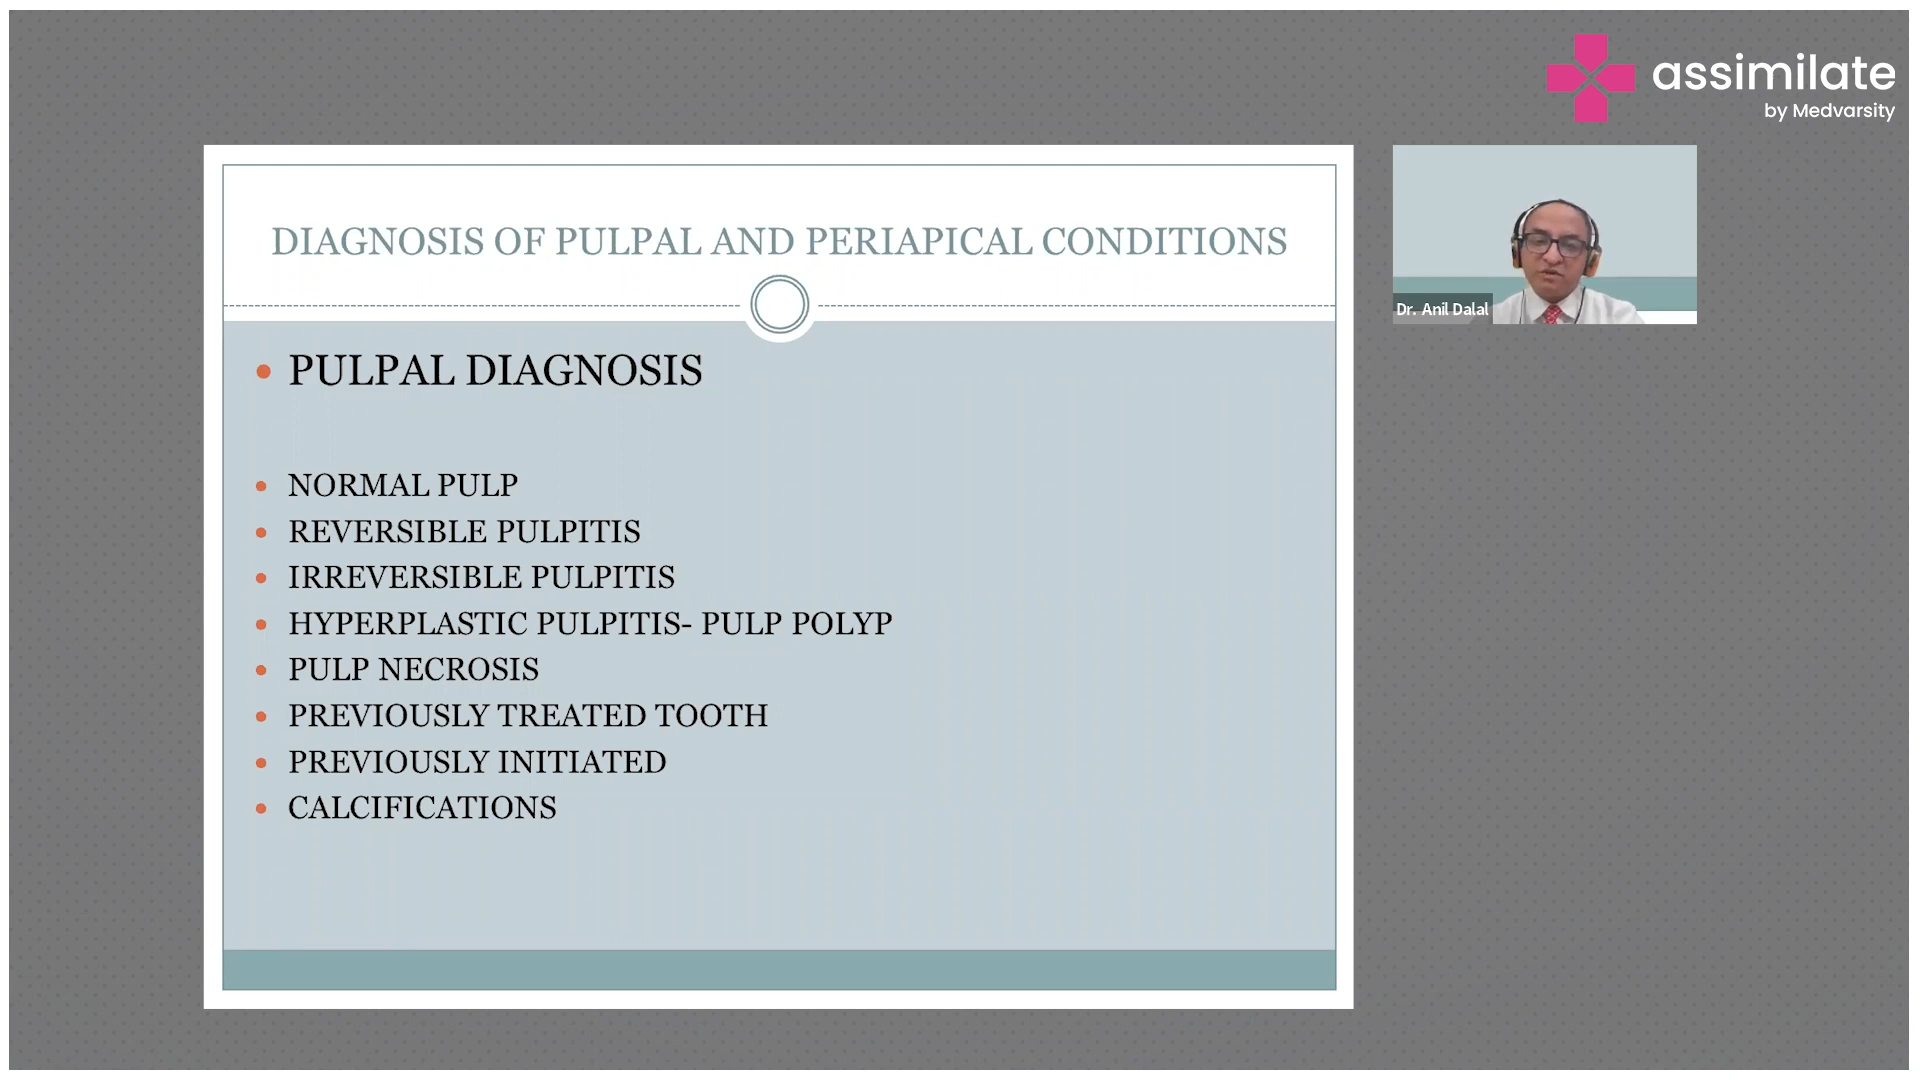 assimilate
by Medvarsity
DIAGNOSIS OF PULPAL AND PERIAPICAL CONDITIONS
PULPAL DIAGNOSIS
NORMAL PULP
REVERSIBLE PULPITIS
IRREVERSIBLE PULPITIS
HYPERPLASTIC PULPITIS- PULP POLYP
PULP NECROSIS
PREVIOUSLY TREATED TOOTH
PREVIOUSLY INITIATED
CALCIFICATIONS
Dr. Anil Dalal